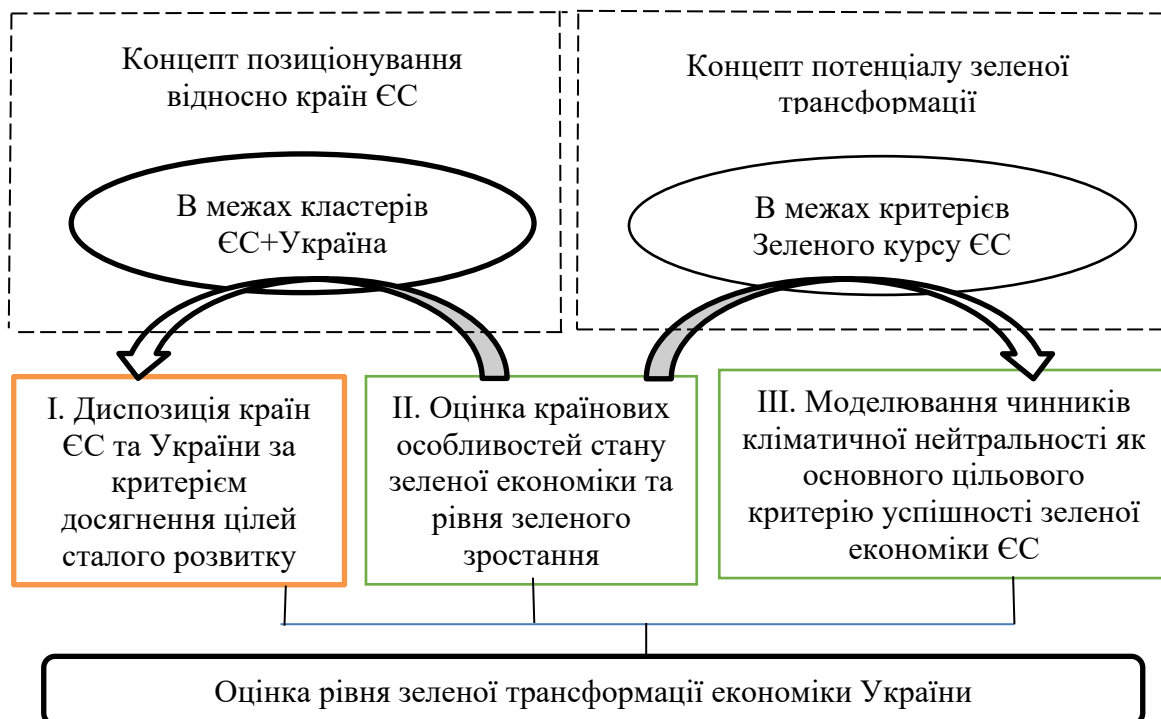 Концепт позиціонування
відносно країн ЄС
Концепт потенціалу зеленої
трансформації
В межах кластерів
ЄС+Україна
В межах критеріїв
Зеленого курсу ЄС
І. Диспозиція країн
ЄС та України за
критерієм
досягнення цілей
сталого розвитку
ІІ. Оцінка країнових
особливостей стану
зеленої економіки та
рівня зеленого
зростання
ІІІ. Моделювання чинників
кліматичної нейтральності як
основного цільового
критерію успішності зеленої
економіки ЄС
Оцінка рівня зеленої трансформації економіки України